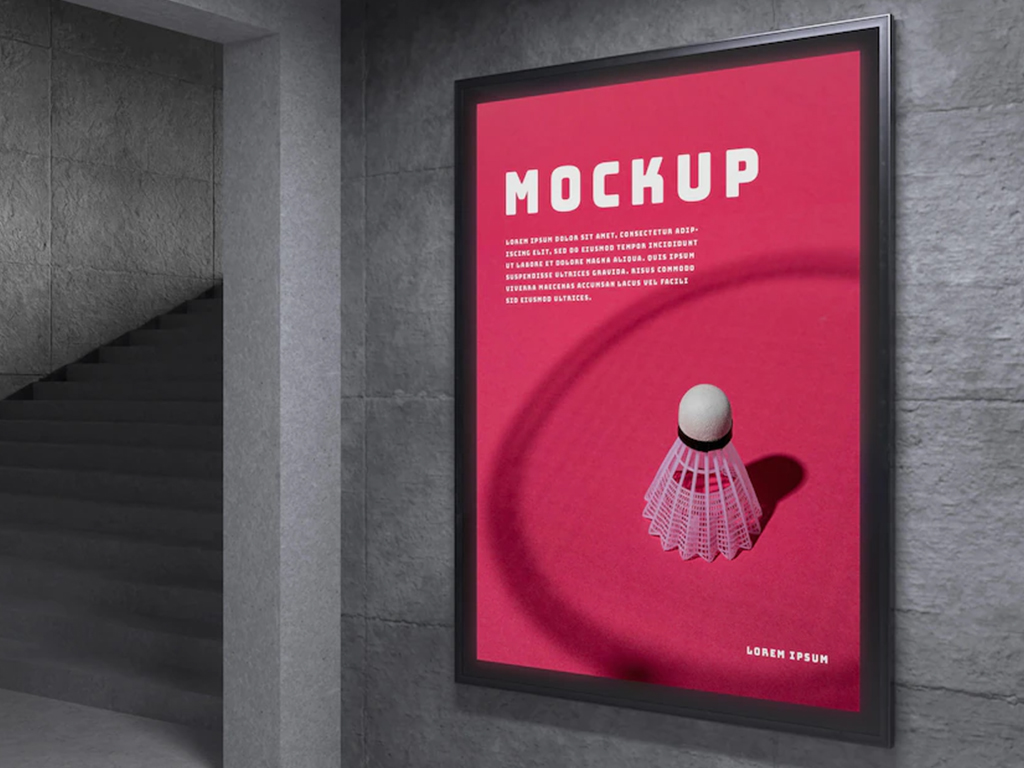 MOCKUP
LOREM IPSUM DOLOR SIT AMET, CONSECTETUR ADIP-
ISCING ELIT, SED DO EIUSMOD TEMPOR INCIDIDUNT
UT LABORE ET DOLORE MAGNA ALIQUA. QUIS IPSUM
SUSPENDISSE ULTRICES GRAVIDA. RISUS COMMODO
VIVERRA MAECENAS ACCUMSAN LACUS VEL FACILI
SID EIUSMOD ULTRICES.
LOREM IPSUM